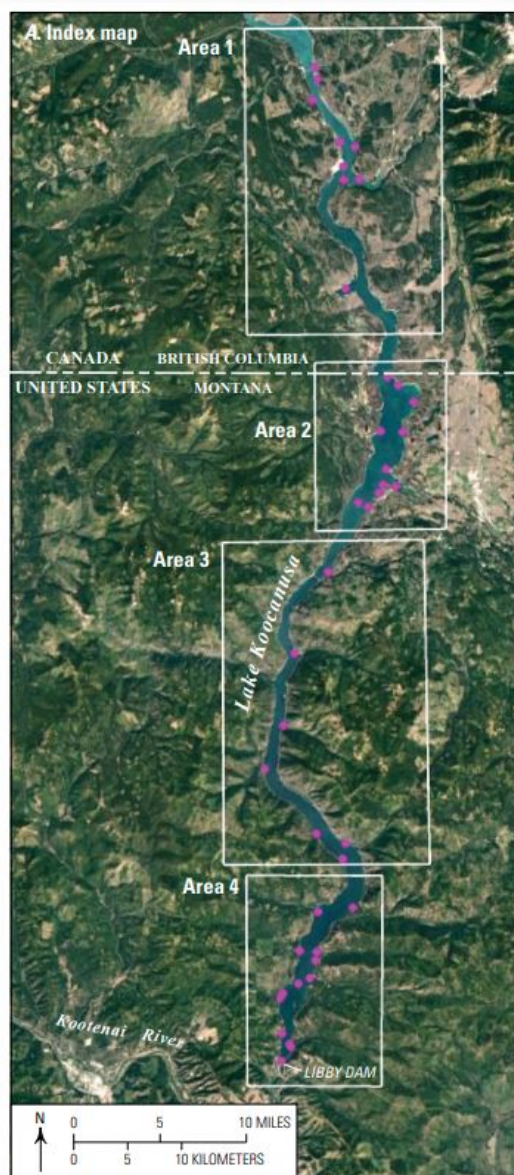 A. Index map
Area 1
CANADA BRITISH COLUMBIA
UNITED STATES MONTANA
Area 2
Area 3
Lake Koocanusa
Area 4
Kootenai River
LIBBY DAM
N
0 5 10 MILES
0 5 10 KILOMETERS